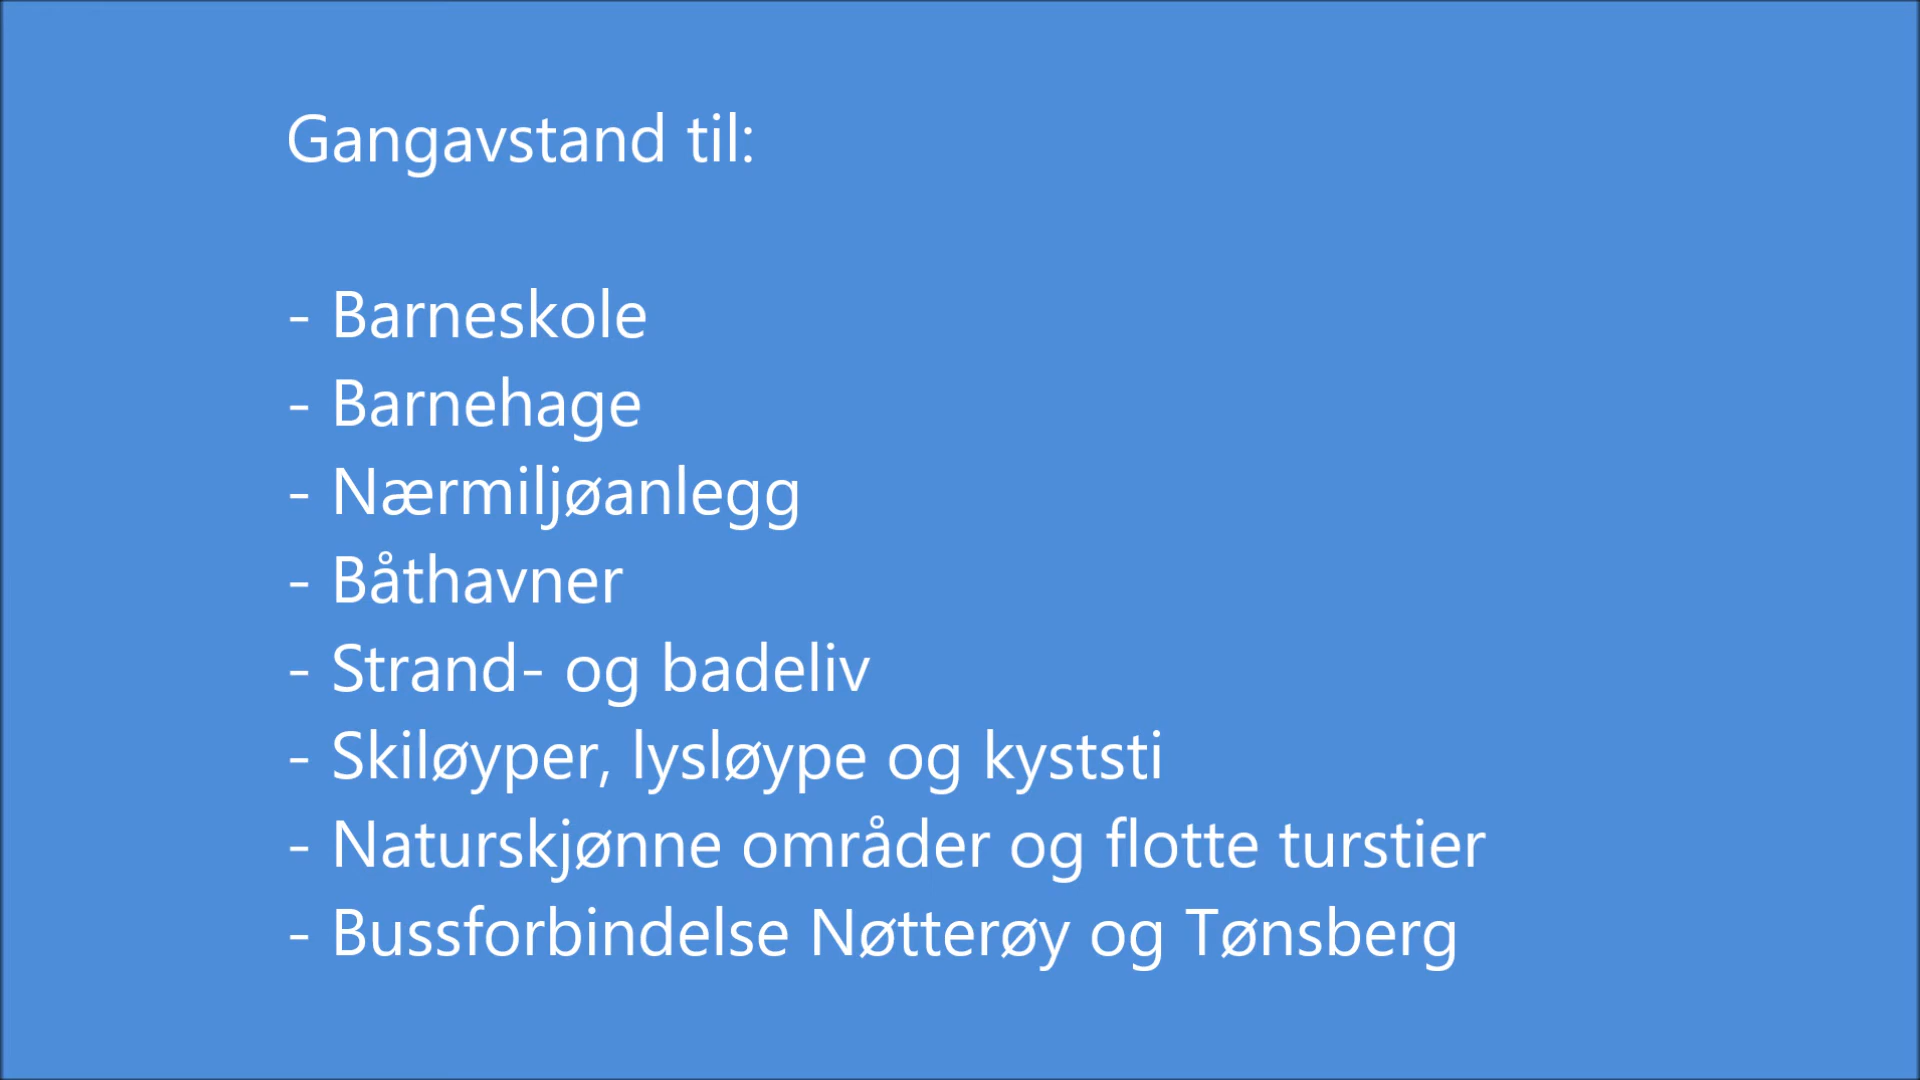 Gangavstand til:
- Barneskole
- Barnehage
- Nærmiljøanlegg
- Båthavner
- Strand- og badeliv
- Skiløyper, lysløype og kyststi
- Naturskjønne områder og flotte turstier
- Bussforbindelse Nøtterøy og Tønsberg